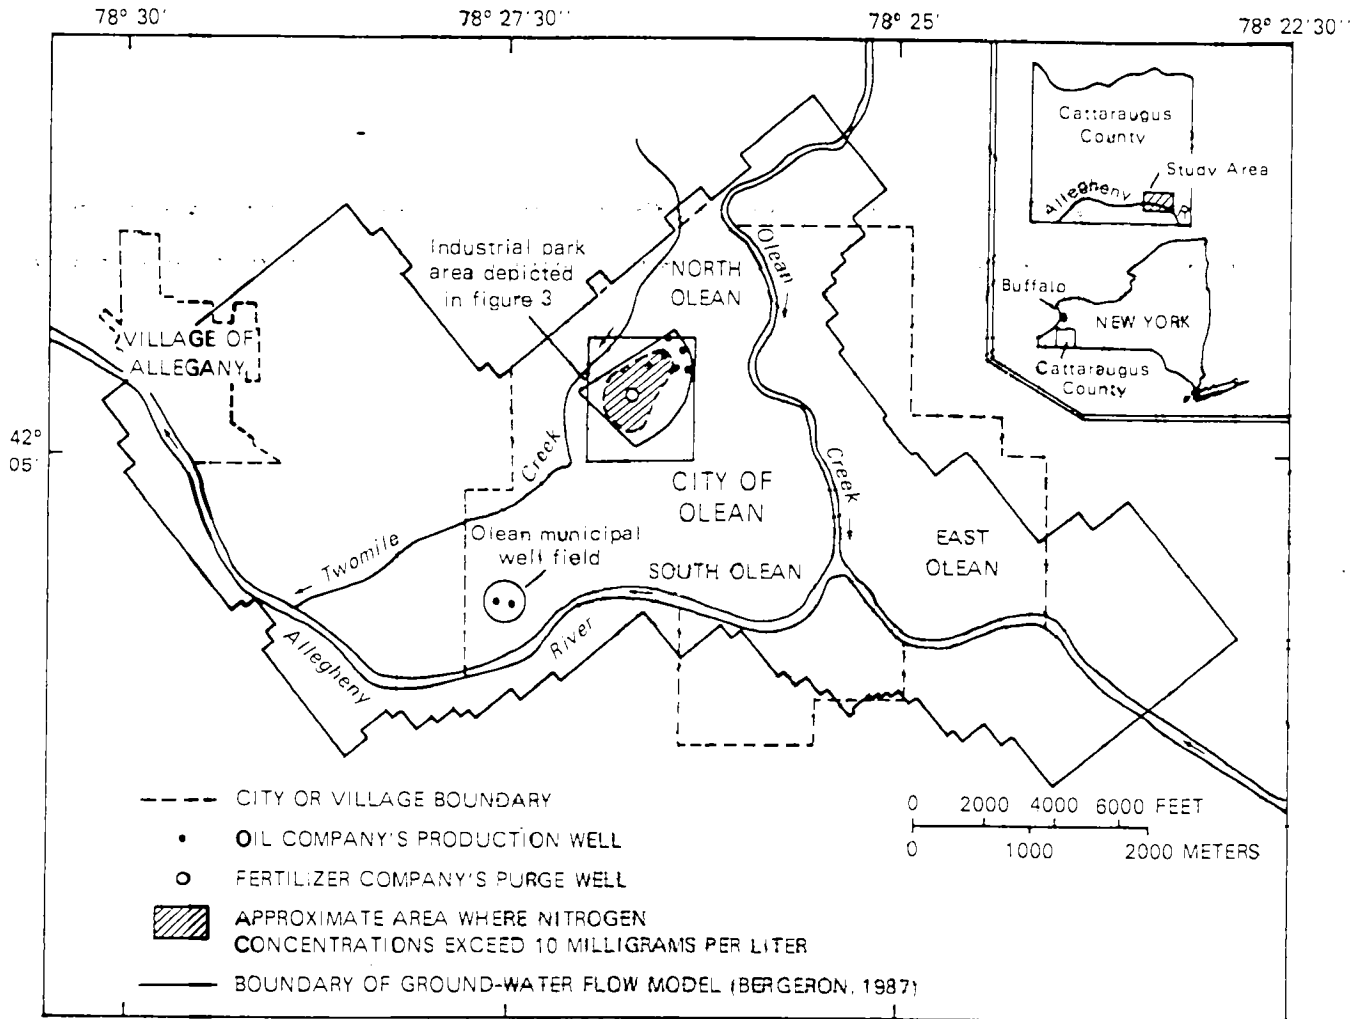 78° 30'
78° 27'30"
78° 25'
78° 22'30"
Cattaraugus
County
Study Area
Allegheny
R
Buffalo
NEW YORK
Cattaraugus
County
Industrial park
area depicted
in figure 3
NORTH
OLEAN
Olean
Creek
VILLAGE OF
ALLEGANY
42°
05'
Creek
Twomile
CITY OF
OLEAN
Olean municipal
well field
SOUTH OLEAN
EAST
OLEAN
Allegheny
River
CITY OR VILLAGE BOUNDARY
OIL COMPANY'S PRODUCTION WELL
FERTILIZER COMPANY'S PURGE WELL
APPROXIMATE AREA WHERE NITROGEN
CONCENTRATIONS EXCEED 10 MILLIGRAMS PER LITER
BOUNDARY OF GROUND-WATER FLOW MODEL (BERGERON, 1987)
0 2000 4000 6000 FEET
0 1000 2000 METERS